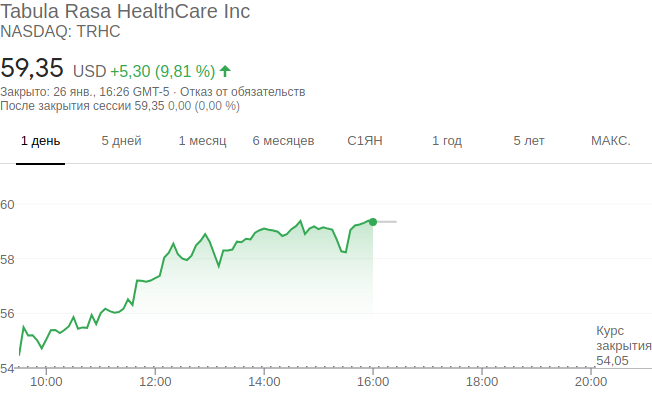 Tabula Rasa HealthCare Inc
NASDAQ: TRHC
59,35 USD +5,30 (9,81 %)
Закрыто: 26 янв., 16:26 GMT-5 · Отказ от обязательств
После закрытия сессии 59,35 0,00 (0,00 %)
1 день 5 дней 1 месяц 6 месяцев С1ЯН 1 год 5 лет МАКС.
60
58
56
54
Курс
закрытия
54,05
10:00 12:00 14:00 16:00 18:00 20:00